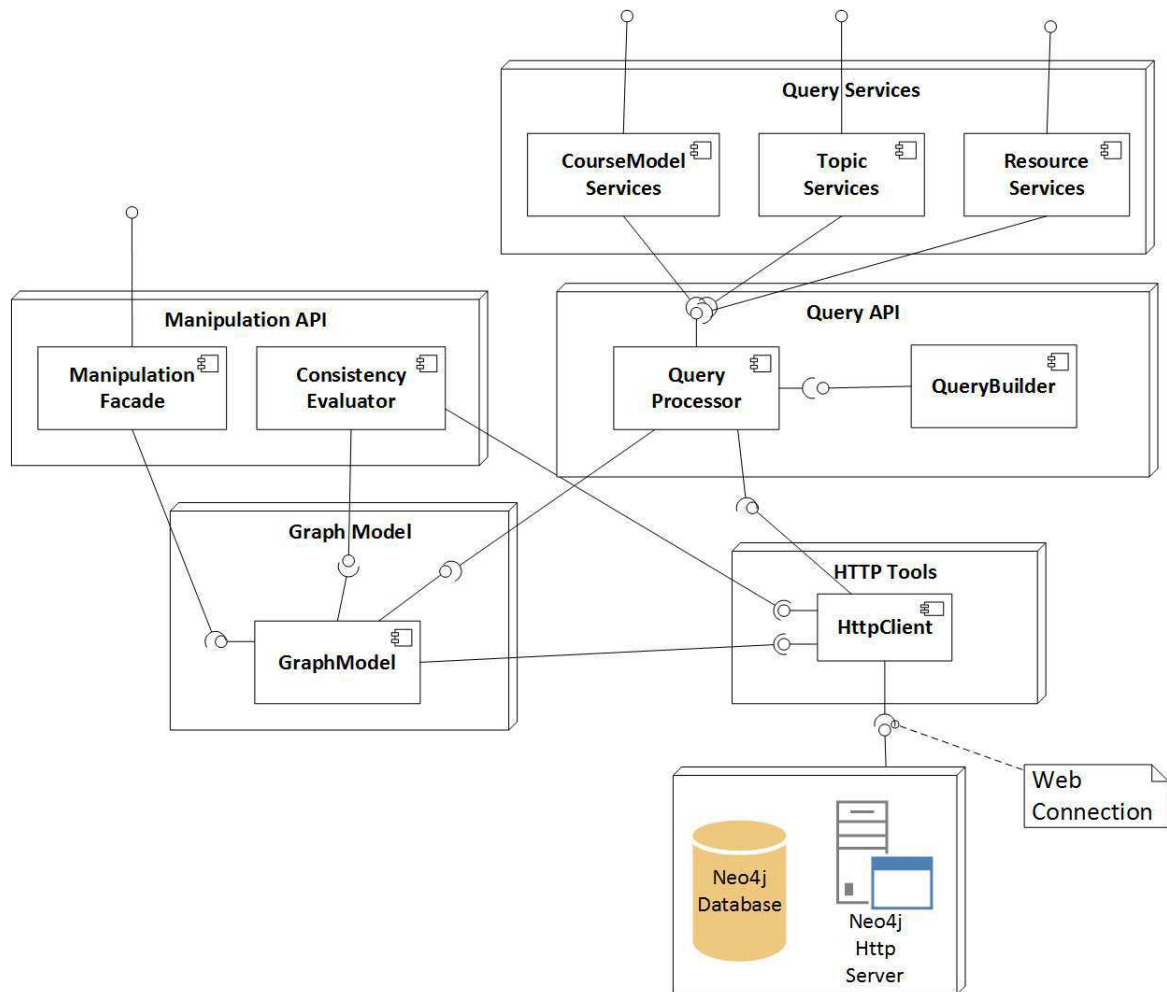 Query Services
CourseModel
Services
Topic
Services
Resource
Services
Manipulation API
Manipulation
Facade
Consistency
Evaluator
Query API
Query
Processor
QueryBuilder
Graph Model
GraphModel
HTTP Tools
HttpClient
Web
Connection
Neo4j
Database
Neo4j
Http
Server